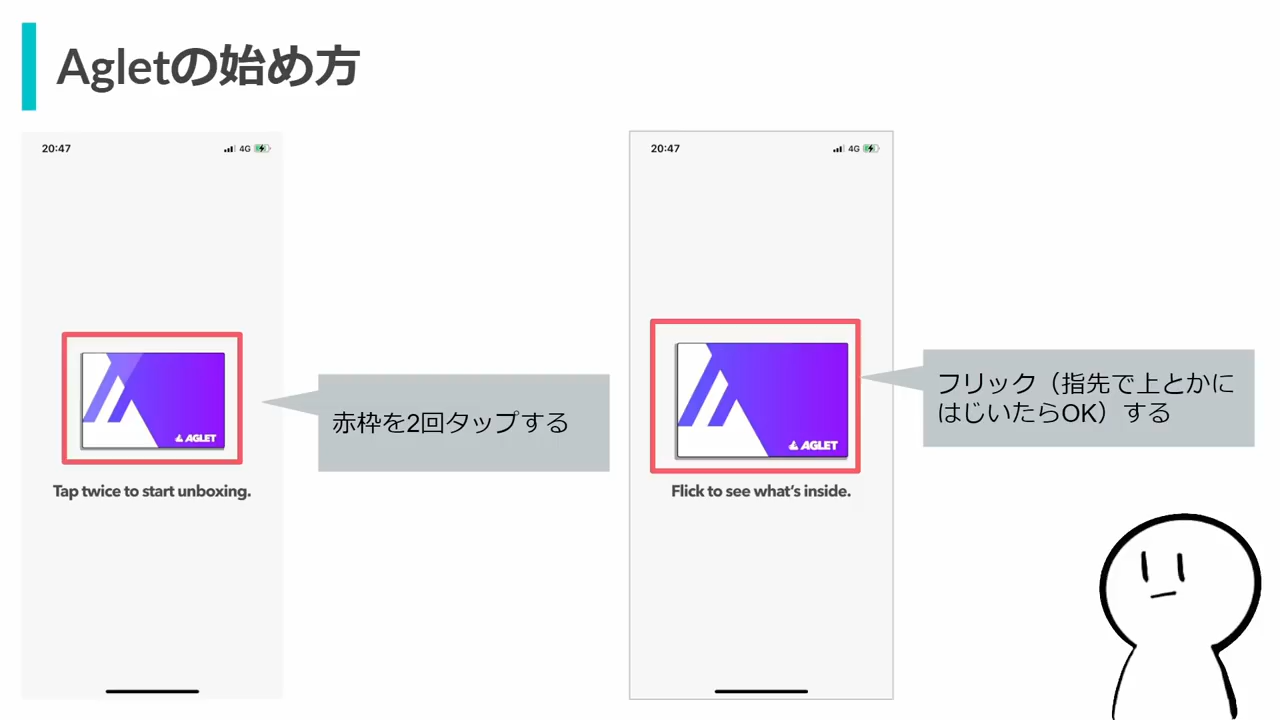 Agletの始め方
20:47
4G
AGLET
Tap twice to start unboxing.
赤枠を2回タップする
20:47
4G
AGLET
Flick to see what's inside.
フリック（指先で上とかに
はじいたらOK）する